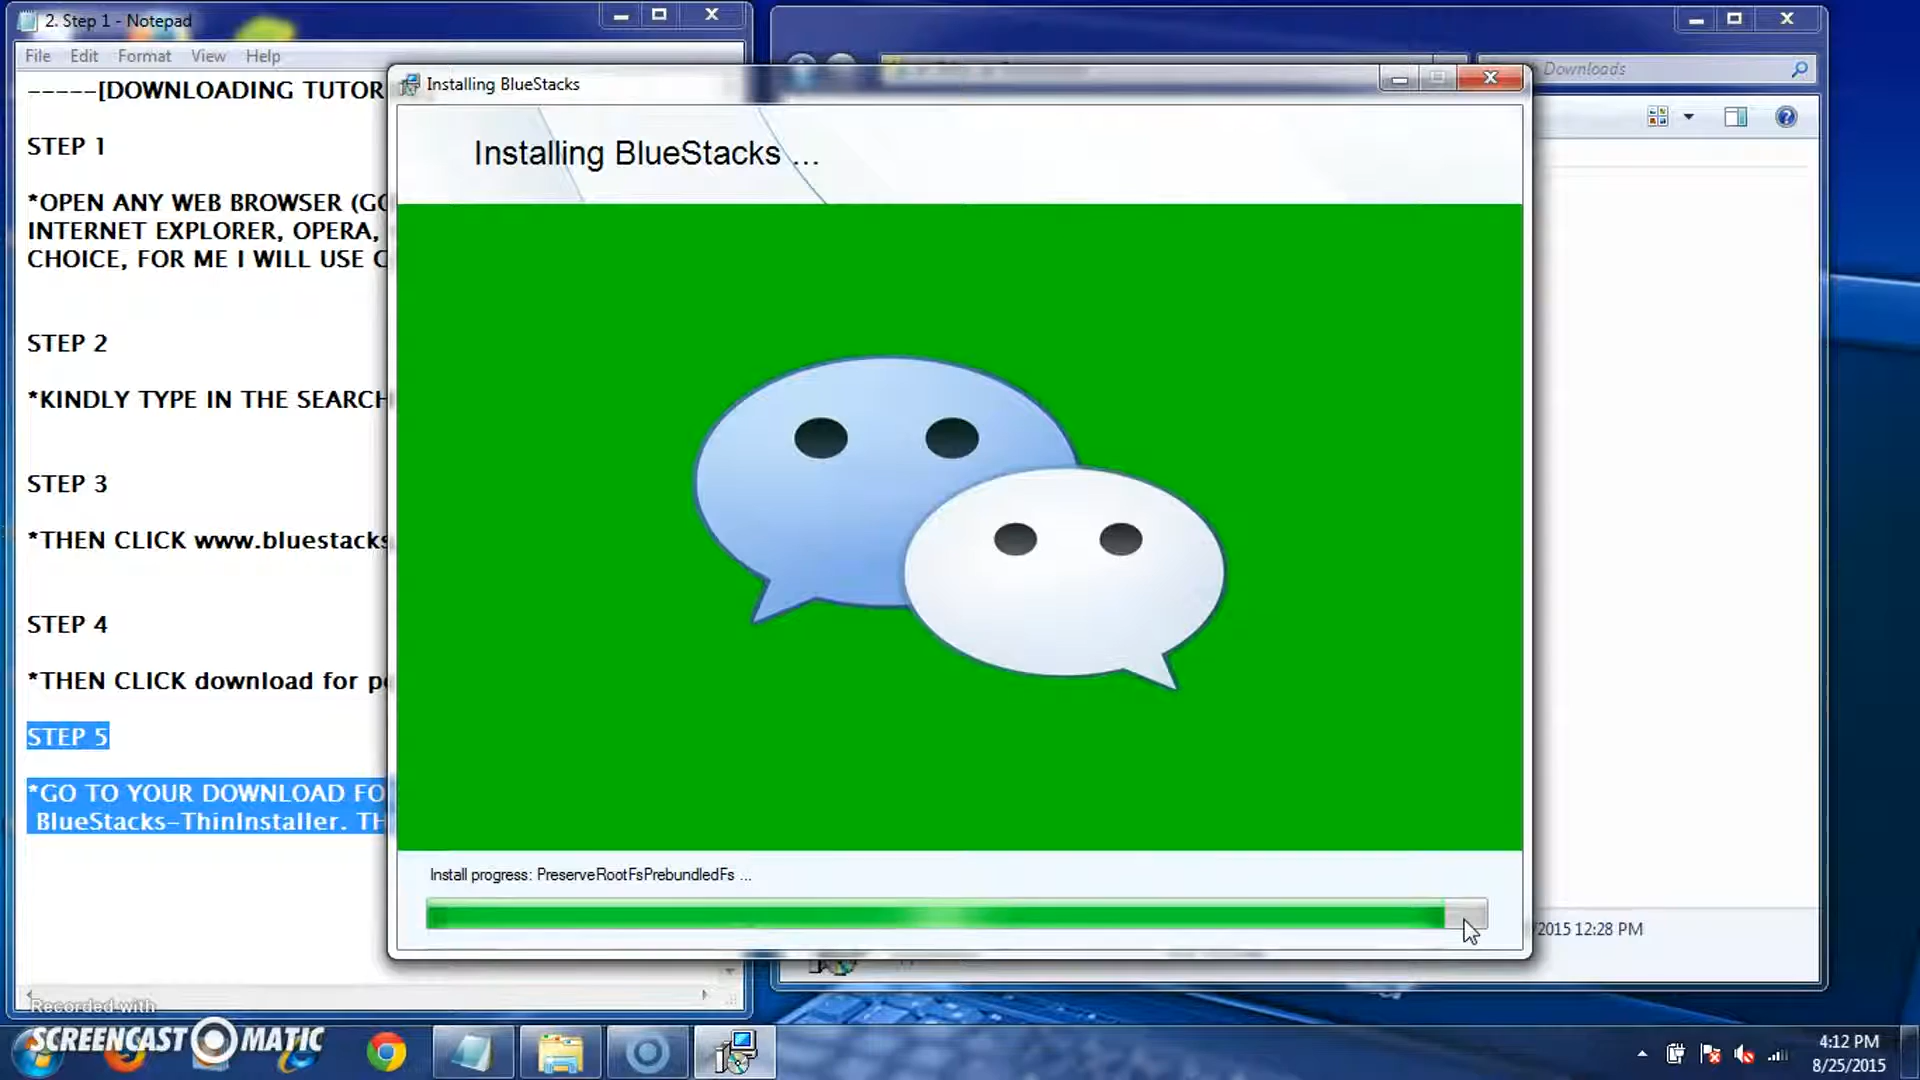 2. Step 1 - Notepad
File Edit Format View Help
-----[DOWNLOADING TUTOR
STEP 1
*OPEN ANY WEB BROWSER (GO
INTERNET EXPLORER, OPERA,
CHOICE, FOR ME I WILL USE C
STEP 2
*KINDLY TYPE IN THE SEARCH
STEP 3
*THEN CLICK www.bluestacks
STEP 4
*THEN CLICK download for p
STEP 5
*GO TO YOUR DOWNLOAD FO
BlueStacks-ThinInstaller. TH
Installing BlueStacks
Installing BlueStacks ...
Install progress: PreserveRootFsPrebundledFs ...
Downloads
/2015 12:28 PM
Recorded with
SCREENCAST MATIC
4:12 PM
8/25/2015